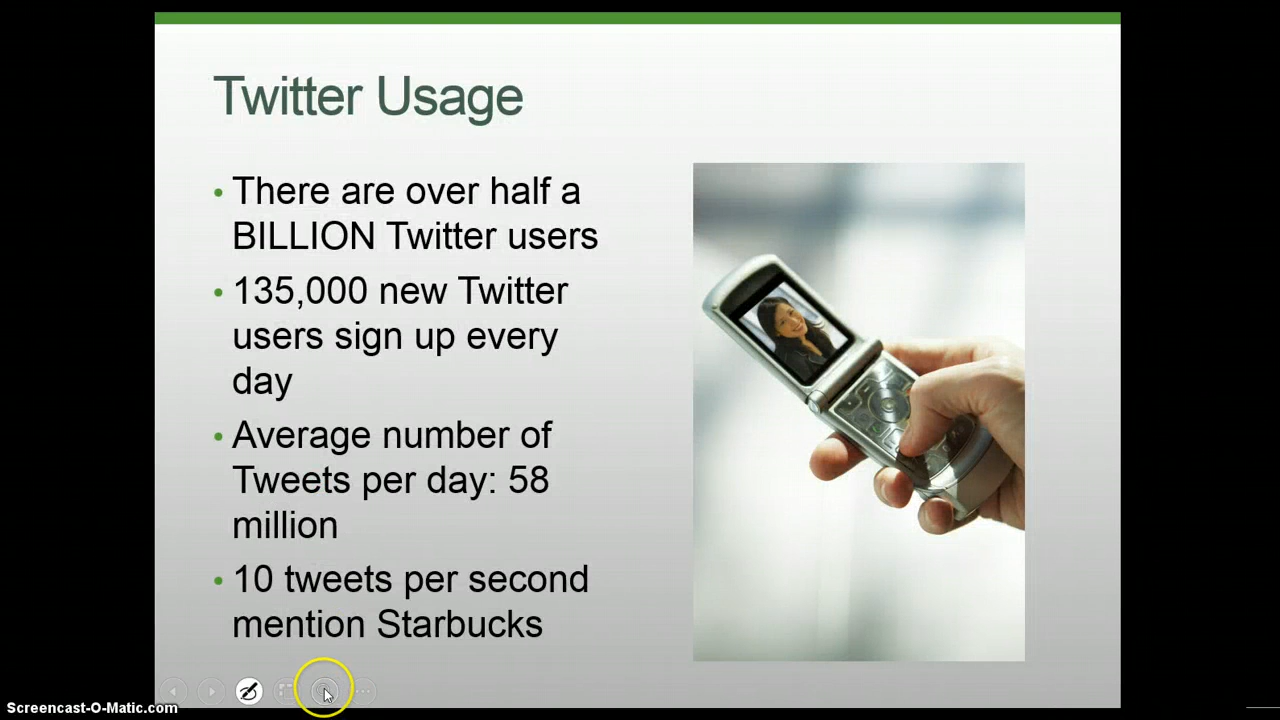 Twitter Usage
• There are over half a
BILLION Twitter users
• 135,000 new Twitter
users sign up every
day
• Average number of
Tweets per day: 58
million
• 10 tweets per second
mention Starbucks
Screencast-O-Matic.com